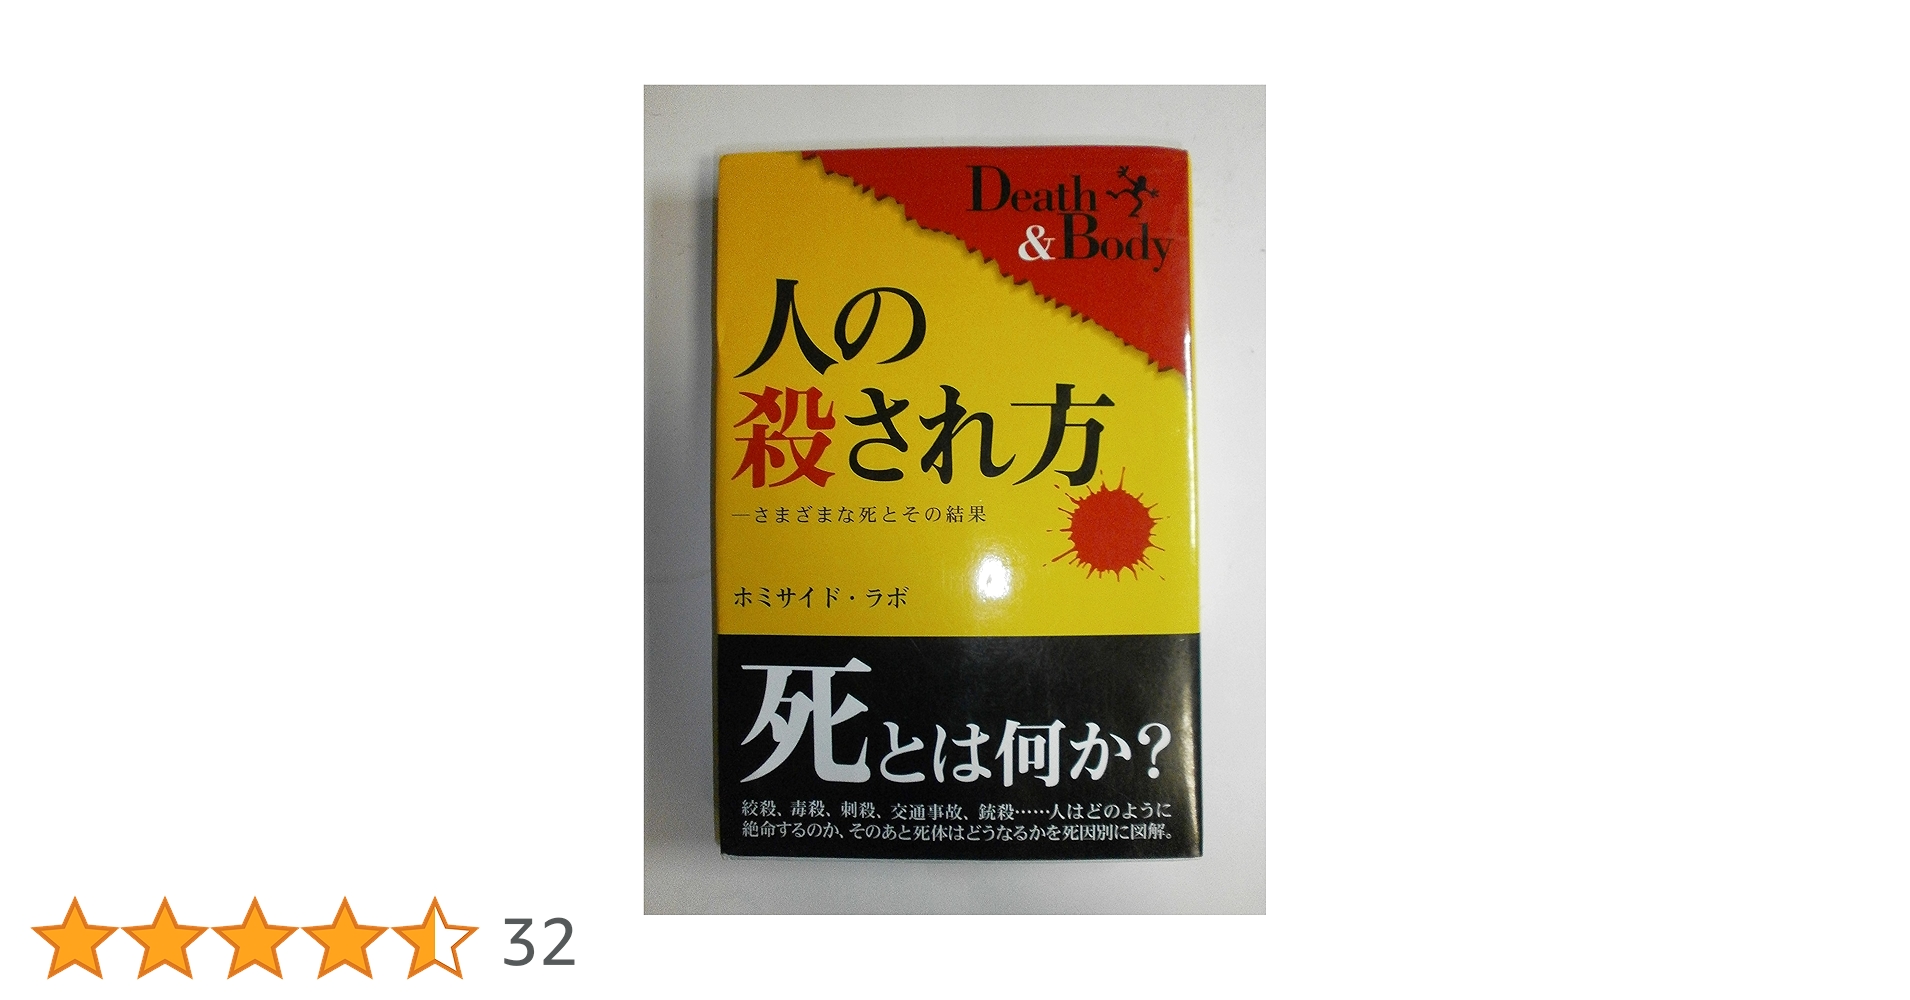 Death
&Body
人の
殺され方
―さまざまな死とその結果
ホミサイド・ラボ
死とは何か?
絞殺、毒殺、刺殺、交通事故、銃殺……人はどのように
絶命するのか、そのあと死体はどうなるかを死因別に図解。
32